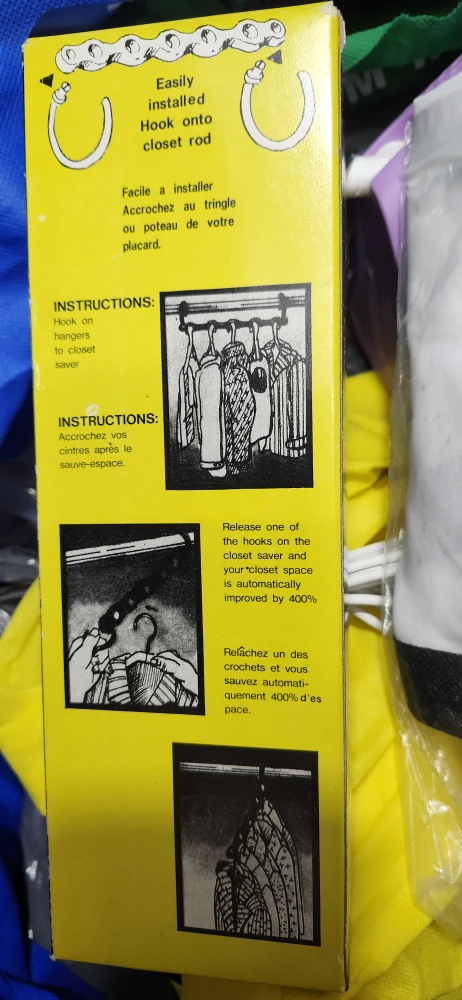 Easily
installed
Hook onto
closet rod
Facile a installer
Accrochez au tringle
ou poteau de votre
placard.
INSTRUCTIONS:
Hook on
hangers
to closet
saver
INSTRUCTIONS:
Accrochez vos
cintres après le
sauve-espace.
Release one of
the hooks on the
closet saver and
your closet space
is automatically
improved by 400%
Relâchez un des
crochets et vous
sauvez automati-
quement 400% d'es
pace.